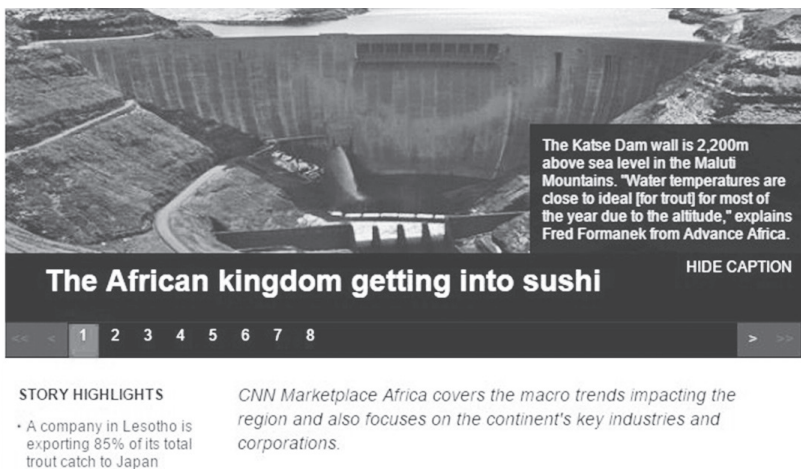 The Katse Dam wall is 2,200m
above sea level in the Maluti
Mountains. "Water temperatures are
close to ideal [for trout] for most of
the year due to the altitude," explains
Fred Formanek from Advance Africa.
HIDE CAPTION
The African kingdom getting into sushi
<< < 1 2 3 4 5 6 7 8 > >>
STORY HIGHLIGHTS
• A company in Lesotho is
exporting 85% of its total
trout catch to Japan
CNN Marketplace Africa covers the macro trends impacting the
region and also focuses on the continent's key industries and
corporations.